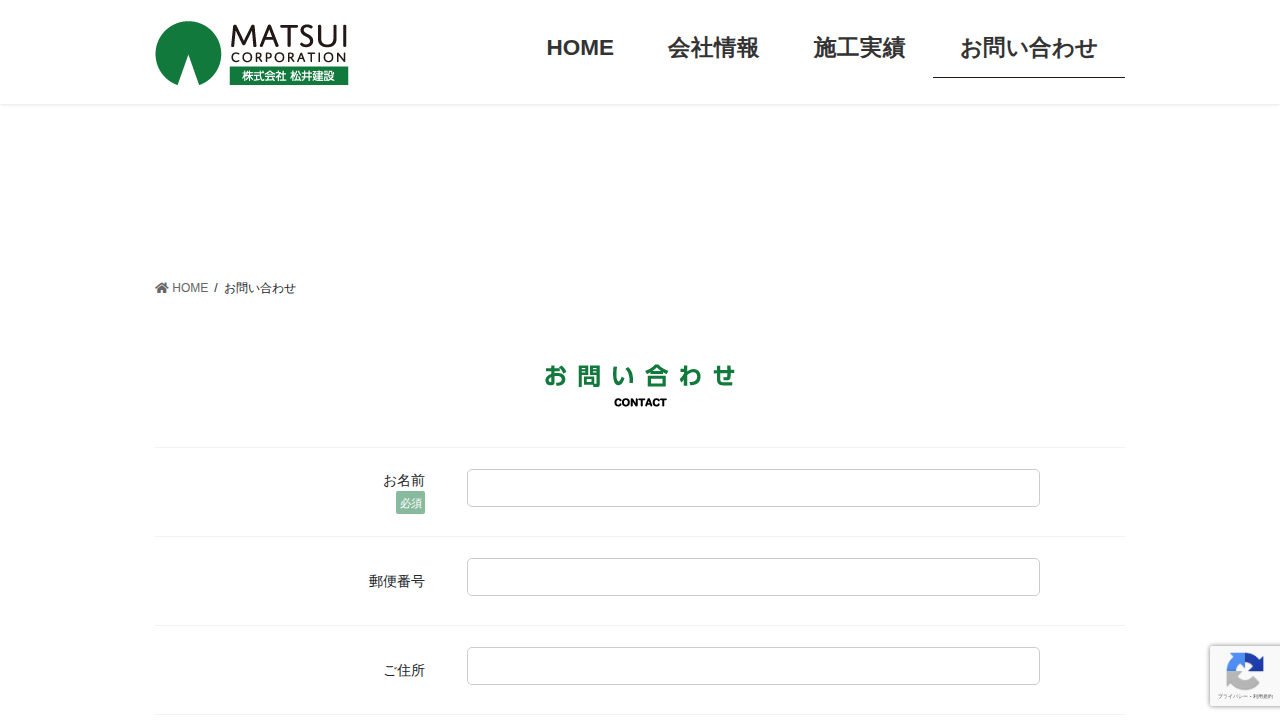 MATSUI
CORPORATION
株式会社 松井建設
HOME 会社情報 施工実績 お問い合わせ
HOME / お問い合わせ
お問い合わせ
CONTACT
お名前
必須
郵便番号
ご住所
プライバシー - 利用規約